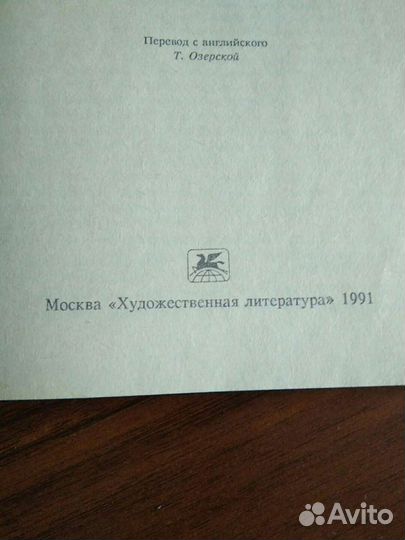 Перевод с английского
Т. Озерской
Москва «Художественная литература» 1991
Avito